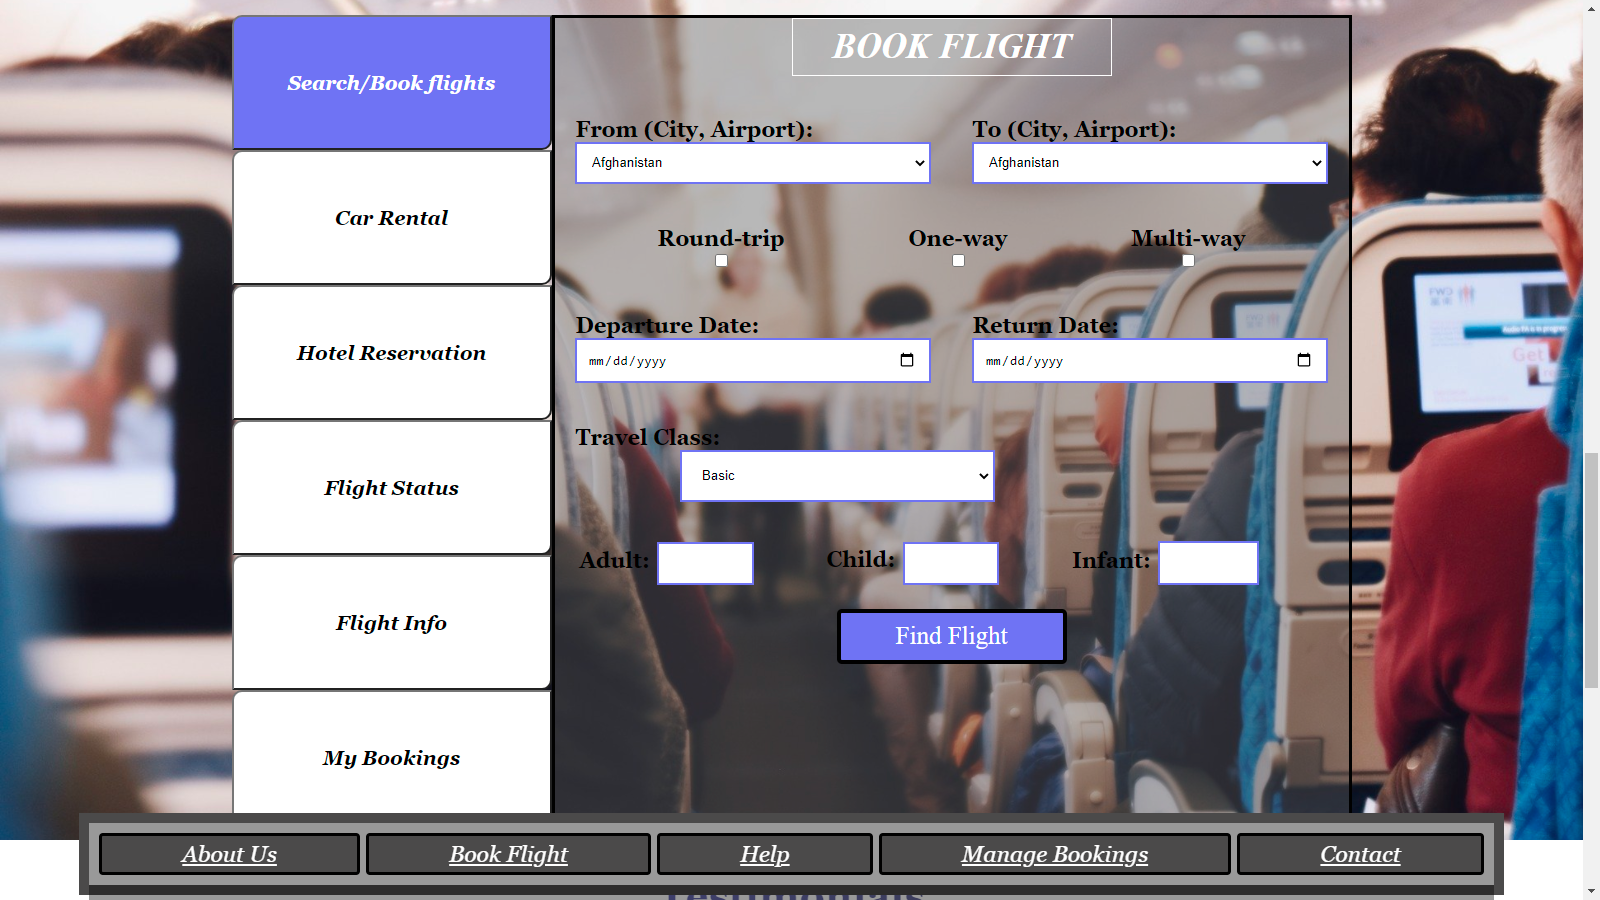 Search/Book flights
Car Rental
Hotel Reservation
Flight Status
Flight Info
My Bookings
BOOK FLIGHT
From (City, Airport):
Afghanistan
To (City, Airport):
Afghanistan
Round-trip
One-way
Multi-way
Departure Date:
mm/dd/yyyy
Return Date:
mm/dd/yyyy
Travel Class:
Basic
Adult:
Child:
Infant:
Find Flight
About Us
Book Flight
Help
Manage Bookings
Contact
Testimonials